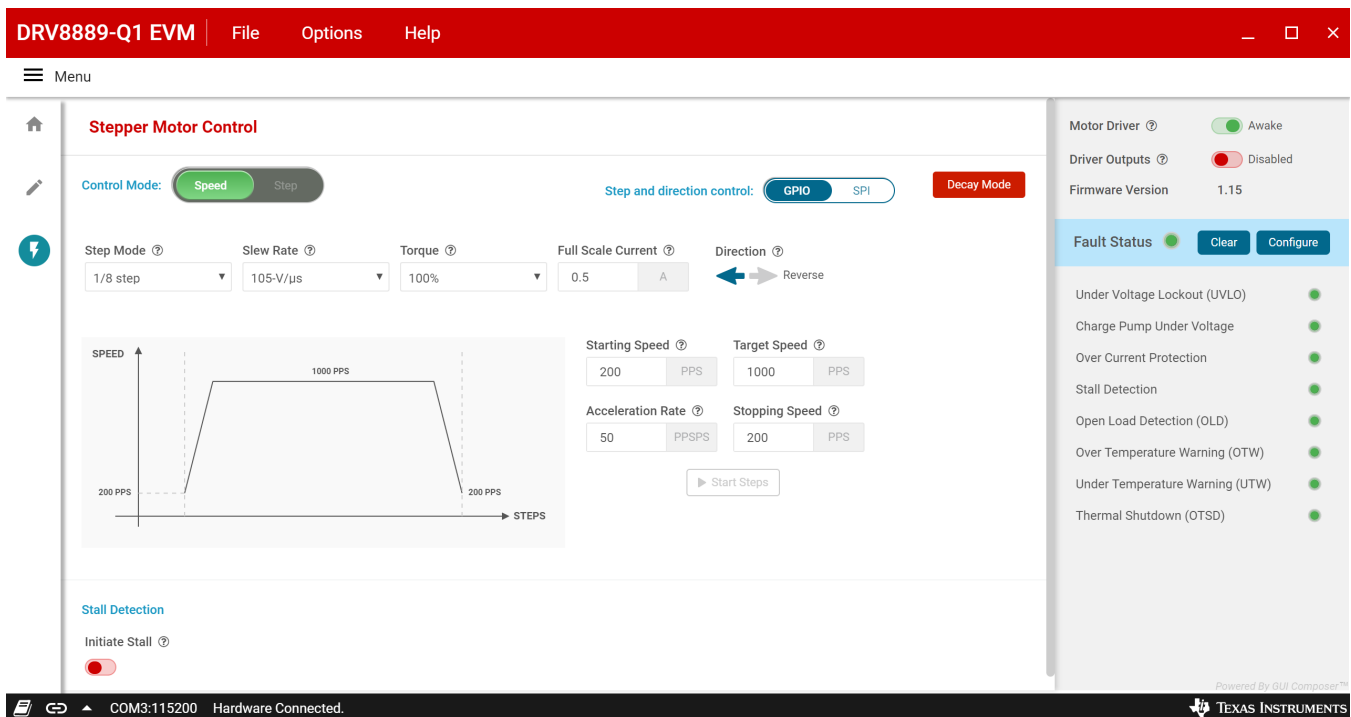 DRV8889-Q1 EVM File Options Help
Menu
Stepper Motor Control
Control Mode: Speed Step
Step and direction control: GPIO SPI
Decay Mode
Step Mode Slew Rate Torque Full Scale Current Direction
1/8 step 105-V/µs 100% 0.5 A Reverse
SPEED
1000 PPS
200 PPS 200 PPS
STEPS
Starting Speed Target Speed
200 PPS 1000 PPS
Acceleration Rate Stopping Speed
50 PPSPS 200 PPS
Start Steps
Stall Detection
Initiate Stall
Motor Driver Awake
Driver Outputs Disabled
Firmware Version 1.15
Fault Status Clear Configure
Under Voltage Lockout (UVLO)
Charge Pump Under Voltage
Over Current Protection
Stall Detection
Open Load Detection (OLD)
Over Temperature Warning (OTW)
Under Temperature Warning (UTW)
Thermal Shutdown (OTSD)
Powered By GUI Composer™
COM3:115200 Hardware Connected.
TEXAS INSTRUMENTS